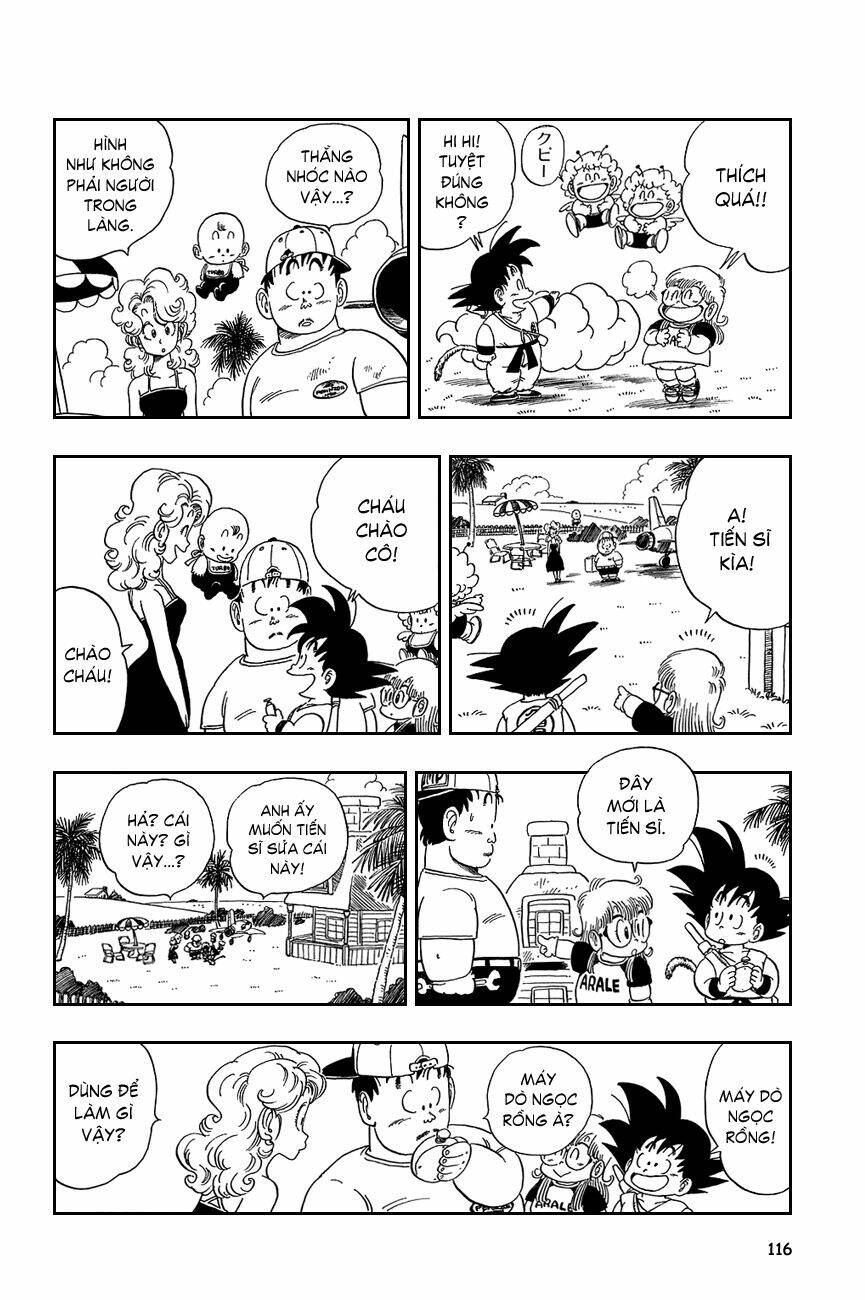 THÍCH
QUÁ!!
クピー
HI HI!
TUYỆT
ĐÚNG
KHÔNG
?
A
THẰNG
NHÓC NÀO
VẬY...?
HÌNH
NHƯ KHÔNG
PHẢI NGƯỜI
TRONG
LÀNG.
TURBO
A!
TIẾN SĨ
KÌA!
CHÁU
CHÀO
CÔ!
TURBO
CHÀO
CHÁU!
ĐÂY
MỚI LÀ
TIẾN SĨ.
ARALE
ANH ẤY
MUỐN TIẾN
SĨ SỬA CÁI
NÀY!
HẢ? CÁI
NÀY? GÌ
VẬY...?
MÁY DÒ
NGỌC
RỒNG!
MÁY
DÒ NGỌC
RỒNG À?
ARALE
DÙNG ĐỂ
LÀM GÌ
VẬY?
116